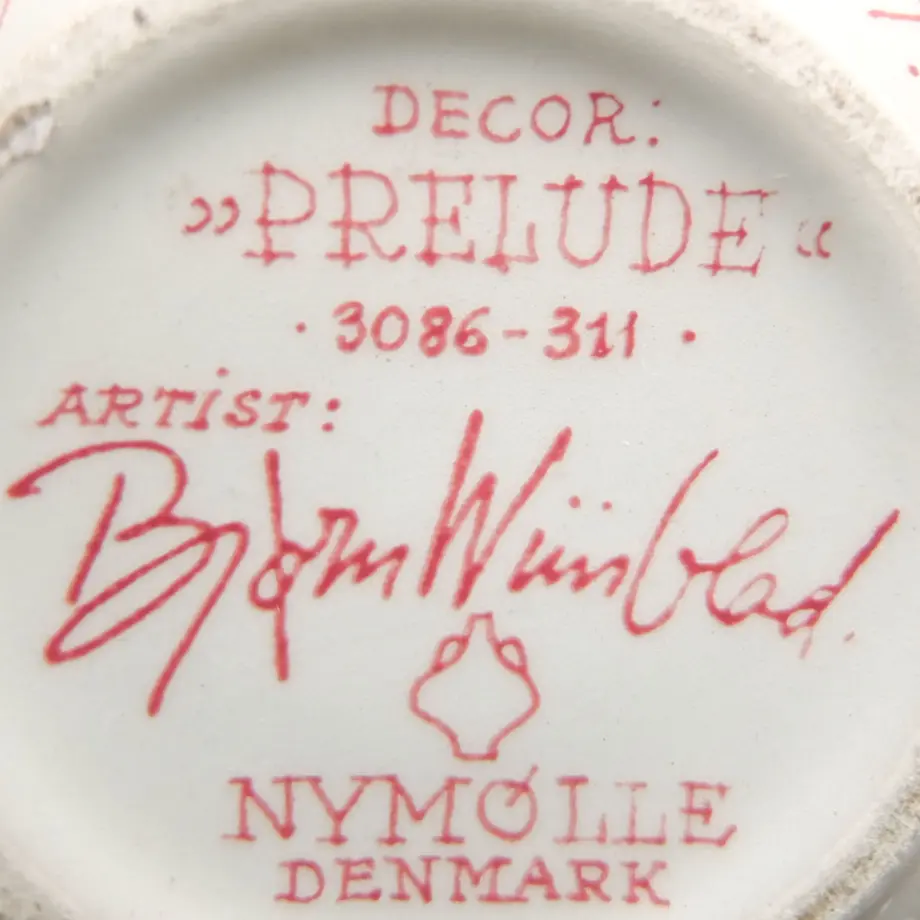 DECOR:
»PRELUDE«
· 3086-311 ·
ARTiST:
Bjørn Wiinblad.
NYMØLLE
DENMARK